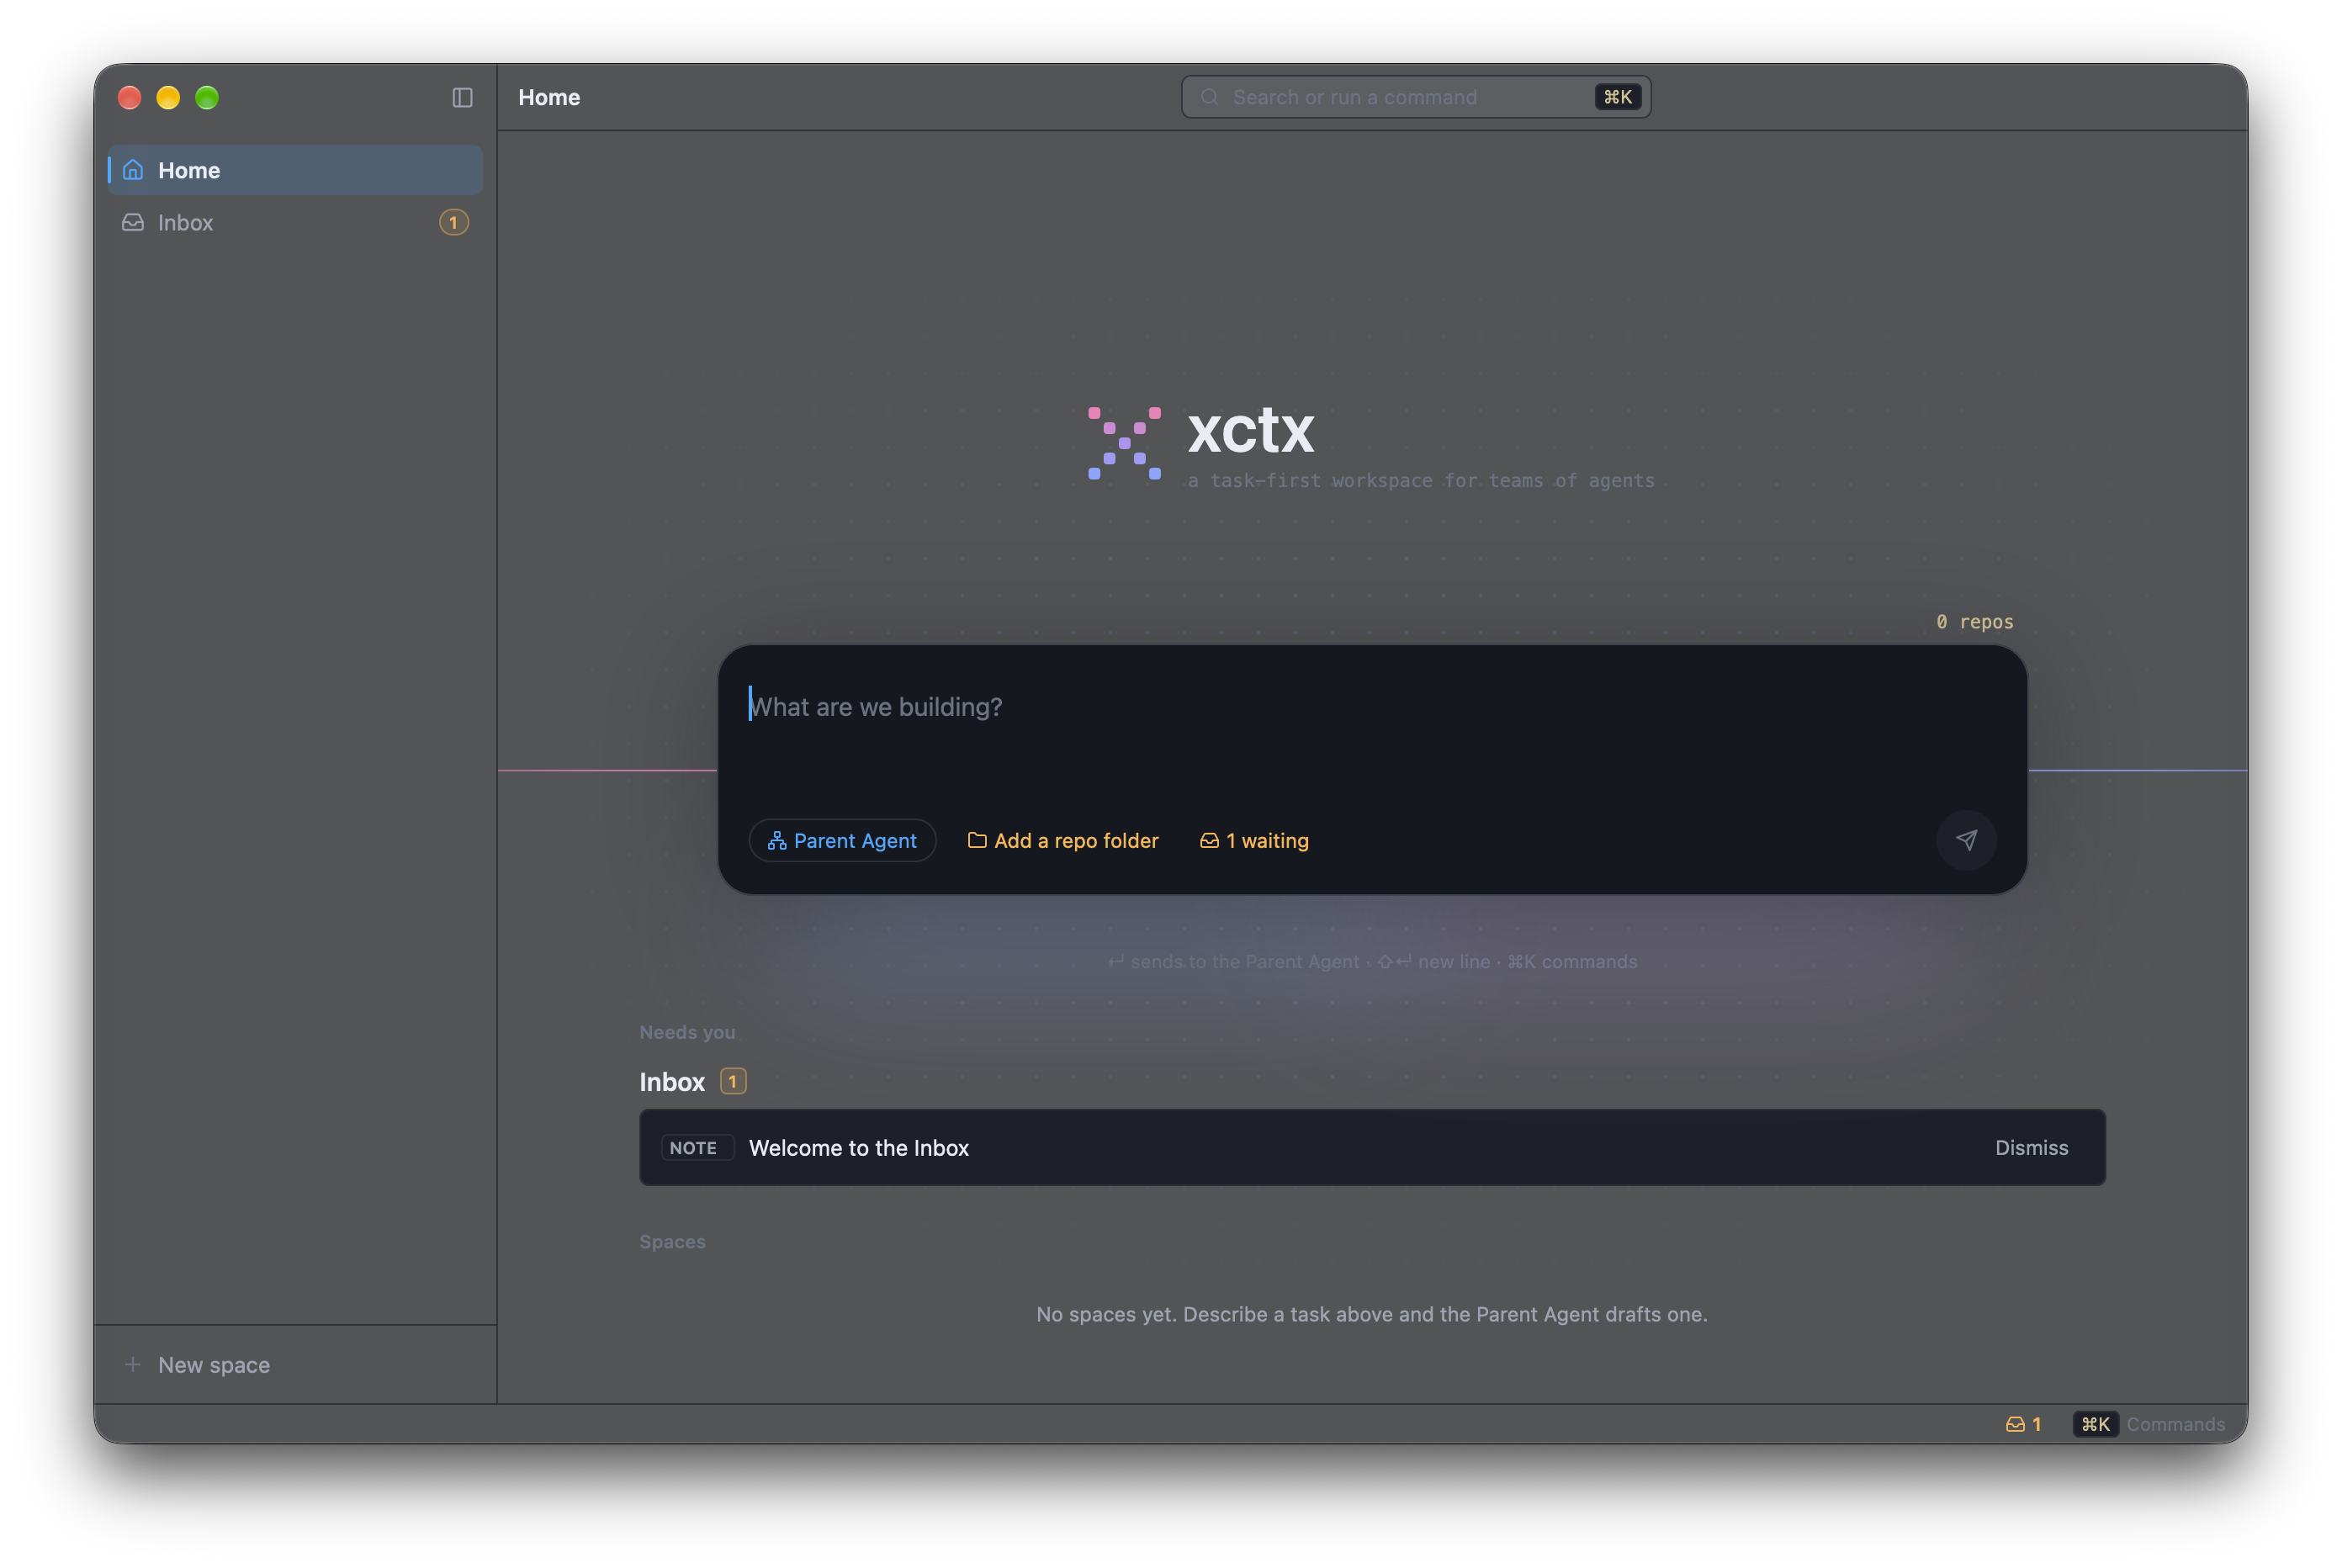 Home
Search or run a command ⌘K
Home
Inbox 1
xctx
a task-first workspace for teams of agents
0 repos
What are we building?
Parent Agent Add a repo folder 1 waiting
↵ sends to the Parent Agent · ⇧↵ new line · ⌘K commands
Needs you
Inbox 1
NOTE Welcome to the Inbox Dismiss
Spaces
No spaces yet. Describe a task above and the Parent Agent drafts one.
+ New space
1 ⌘K Commands